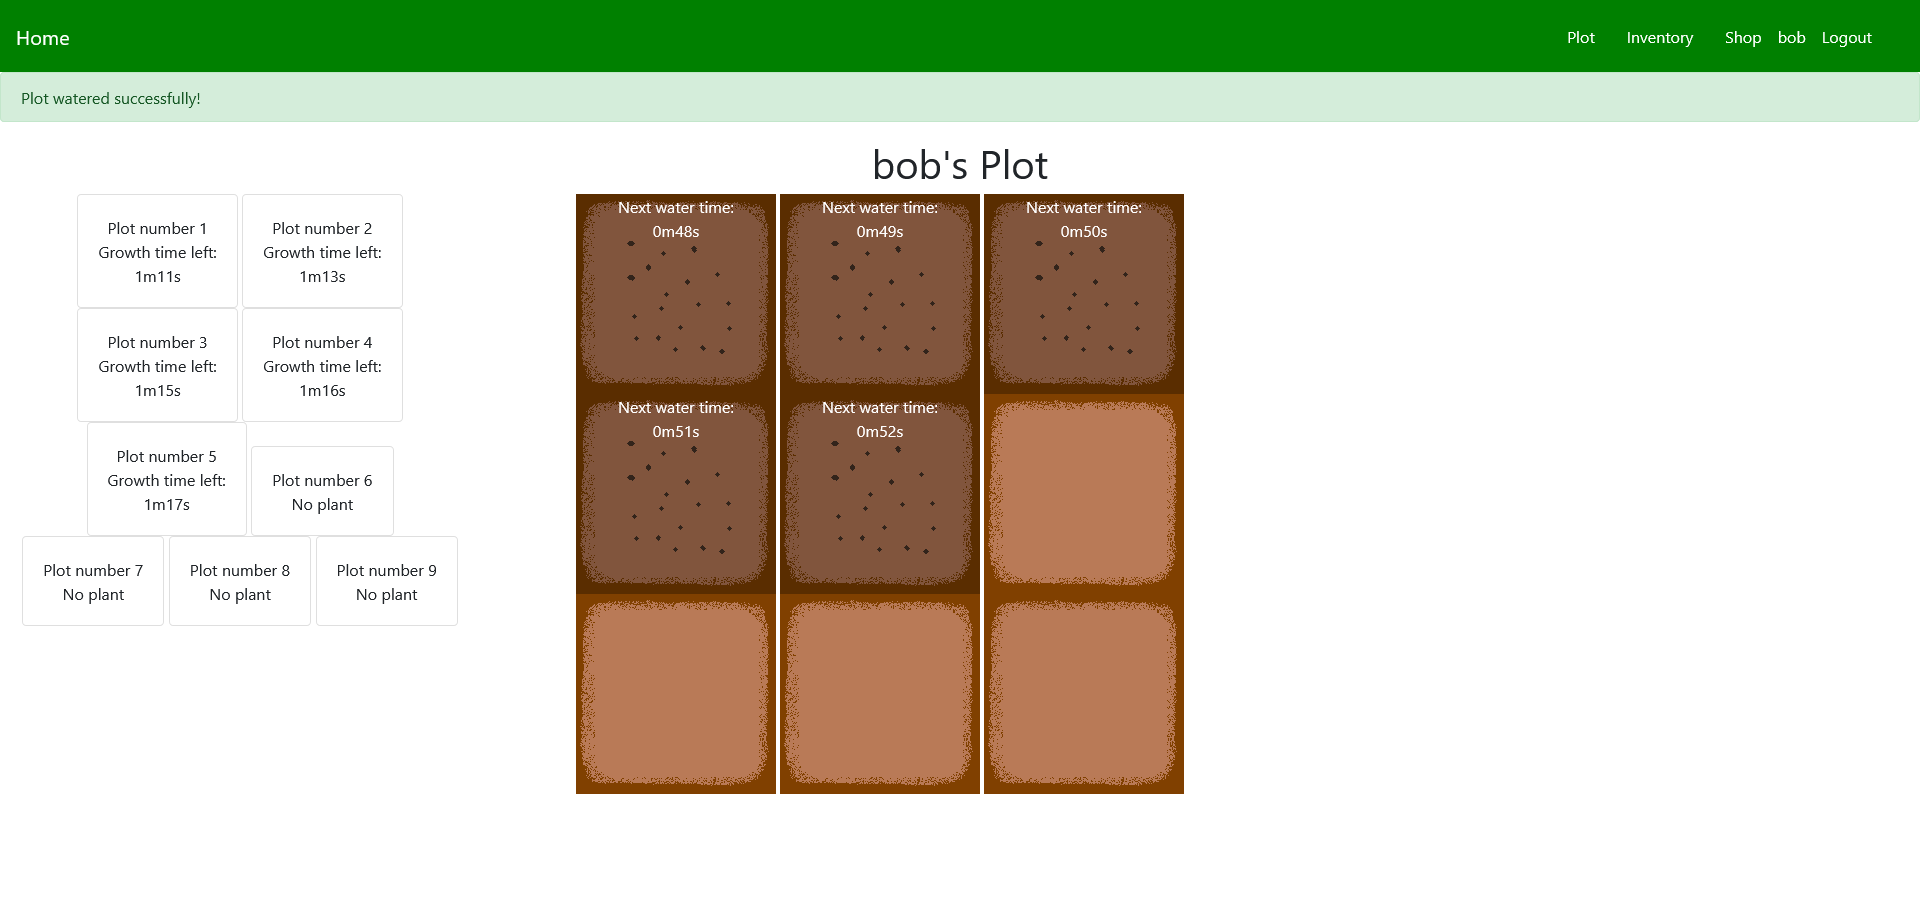 Home
Plot
Inventory
Shop
bob
Logout
Plot watered successfully!
bob's Plot
Plot number 1
Growth time left:
1m11s
Plot number 2
Growth time left:
1m13s
Plot number 3
Growth time left:
1m15s
Plot number 4
Growth time left:
1m16s
Plot number 5
Growth time left:
1m17s
Plot number 6
No plant
Plot number 7
No plant
Plot number 8
No plant
Plot number 9
No plant
Next water time:
0m48s
Next water time:
0m49s
Next water time:
0m50s
Next water time:
0m51s
Next water time:
0m52s